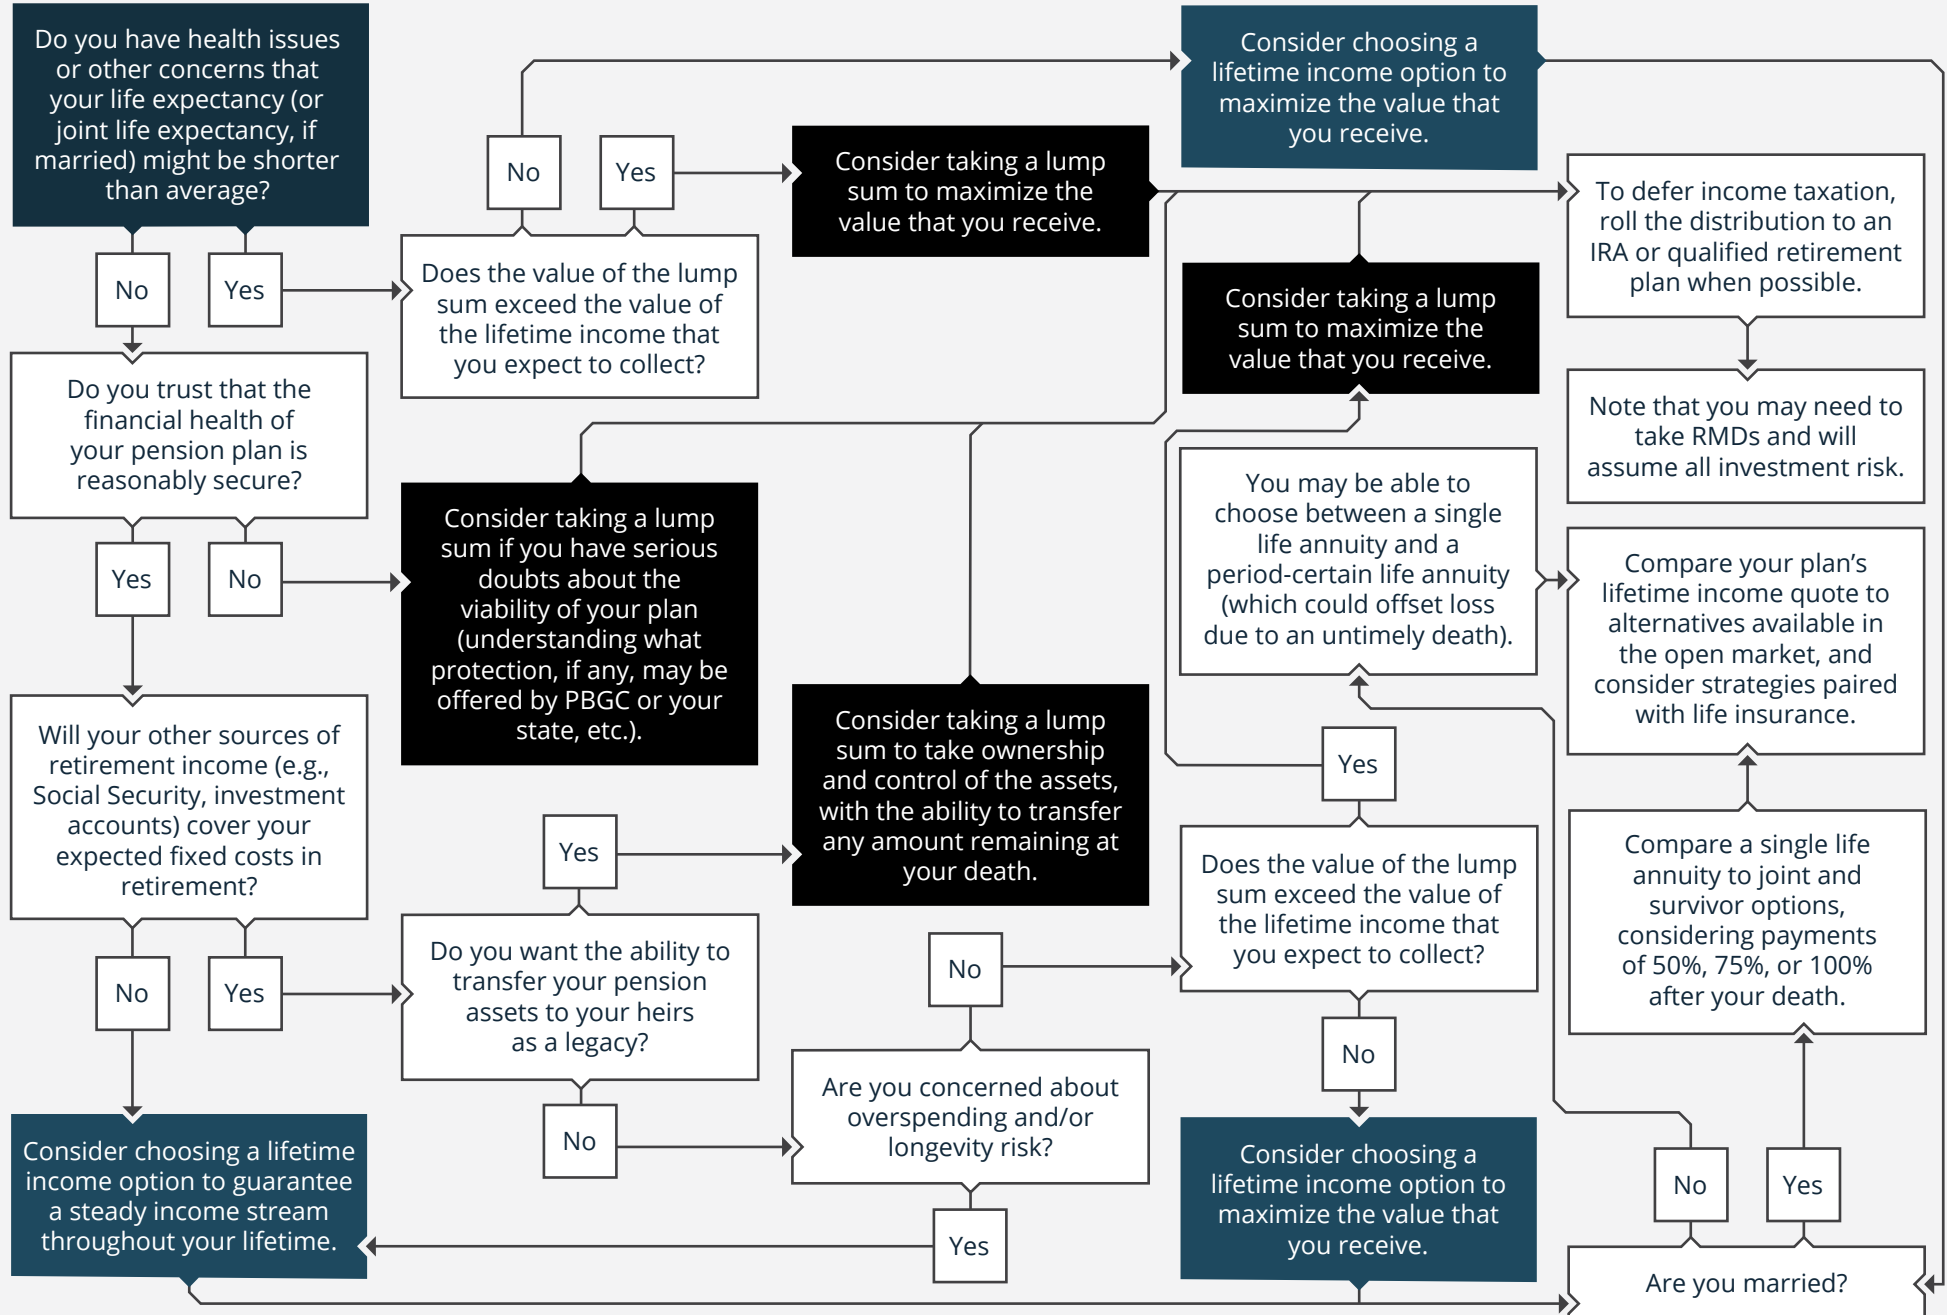 Do you have health issues
or other concerns that
your life expectancy (or
joint life expectancy, if
married) might be shorter
than average?
No
Yes
Does the value of the lump
sum exceed the value of
the lifetime income that
you expect to collect?
No
Yes
Consider taking a lump
sum to maximize the
value that you receive.
Consider choosing a
lifetime income option to
maximize the value that
you receive.
To defer income taxation,
roll the distribution to an
IRA or qualified retirement
plan when possible.
Note that you may need to
take RMDs and will
assume all investment risk.
Do you trust that the
financial health of
your pension plan is
reasonably secure?
Yes
No
Consider taking a lump
sum if you have serious
doubts about the
viability of your plan
(understanding what
protection, if any, may be
offered by PBGC or your
state, etc.).
Will your other sources of
retirement income (e.g.,
Social Security, investment
accounts) cover your
expected fixed costs in
retirement?
No
Yes
Do you want the ability to
transfer your pension
assets to your heirs
as a legacy?
Yes
No
Consider taking a lump
sum to take ownership
and control of the assets,
with the ability to transfer
any amount remaining at
your death.
Are you concerned about
overspending and/or
longevity risk?
No
Yes
Consider choosing a lifetime
income option to guarantee
a steady income stream
throughout your lifetime.
Does the value of the lump
sum exceed the value of
the lifetime income that
you expect to collect?
Yes
No
Consider taking a lump
sum to maximize the
value that you receive.
Consider choosing a
lifetime income option to
maximize the value that
you receive.
Are you married?
No
Yes
You may be able to
choose between a single
life annuity and a
period-certain life annuity
(which could offset loss
due to an untimely death).
Compare a single life
annuity to joint and
survivor options,
considering payments
of 50%, 75%, or 100%
after your death.
Compare your plan’s
lifetime income quote to
alternatives available in
the open market, and
consider strategies paired
with life insurance.